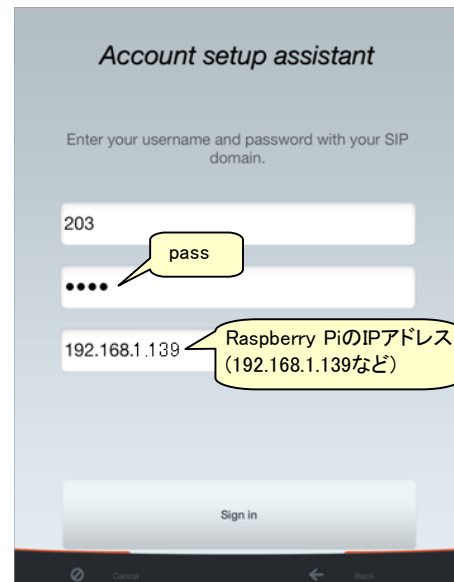 Account setup assistant
Enter your username and password with your SIP
domain.
203
pass
●●●●
192.168.1.139
Raspberry PiのIPアドレス
(192.168.1.139など)
Sign in
Cancel
Back